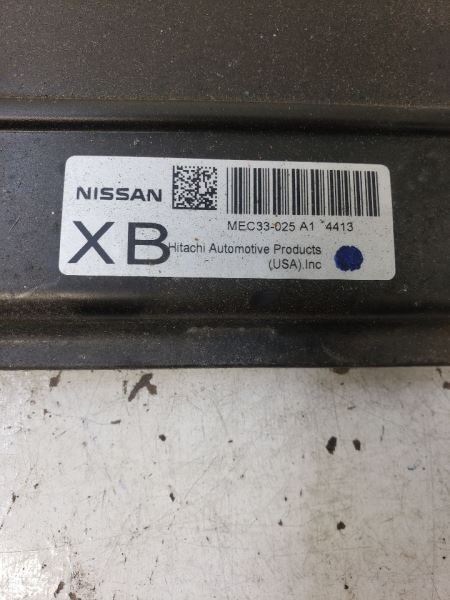 NISSAN
MEC33-025 A1 4413
XB
Hitachi Automotive Products
(USA).Inc